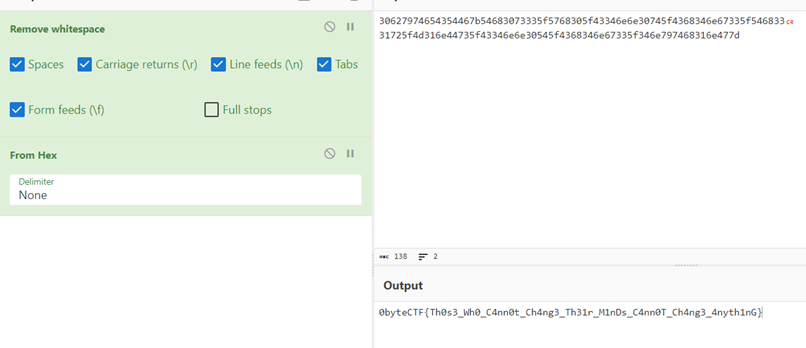 Remove whitespace
Spaces Carriage returns (\r) Line feeds (\n) Tabs
Form feeds (\f) Full stops
From Hex
Delimiter
None
30627974654354467b54683073335f5768305f43346e6e30745f4368346e67335f546833CR
31725f4d316e44735f43346e6e30545f4368346e67335f346e797468316e477d
138 2
Output
0byteCTF{Th0s3_Wh0_C4nn0t_Ch4ng3_Th31r_M1nDs_C4nn0T_Ch4ng3_4nyth1nG}